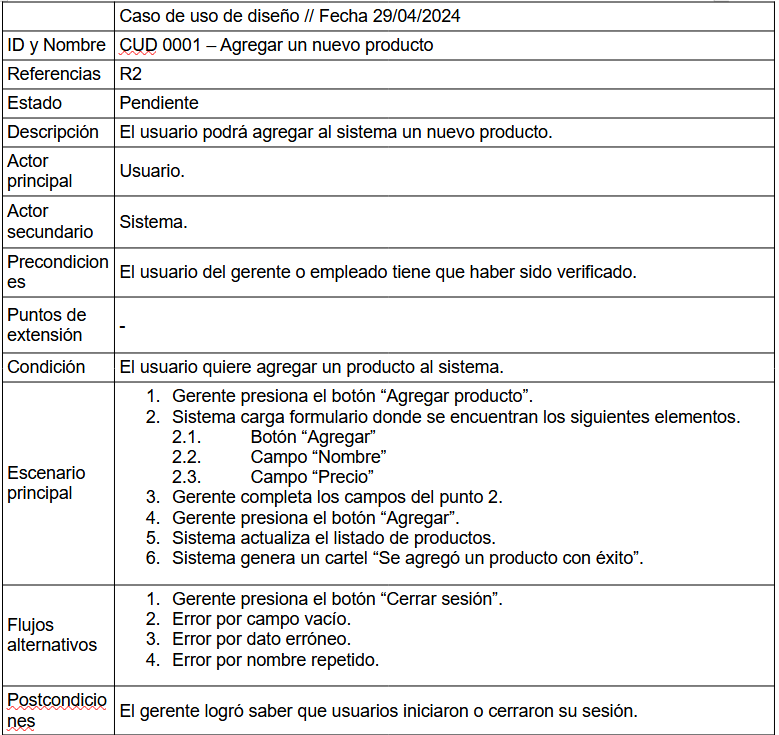 Caso de uso de diseño // Fecha 29/04/2024
ID y Nombre CUD 0001 – Agregar un nuevo producto
Referencias R2
Estado Pendiente
Descripción El usuario podrá agregar al sistema un nuevo producto.
Actor
principal
Usuario.
Actor
secundario
Sistema.
Precondicion
es
El usuario del gerente o empleado tiene que haber sido verificado.
Puntos de
extensión
-
Condición El usuario quiere agregar un producto al sistema.
Escenario
principal
1. Gerente presiona el botón “Agregar producto”.
2. Sistema carga formulario donde se encuentran los siguientes elementos.
2.1. Botón “Agregar”
2.2. Campo “Nombre”
2.3. Campo “Precio”
3. Gerente completa los campos del punto 2.
4. Gerente presiona el botón “Agregar”.
5. Sistema actualiza el listado de productos.
6. Sistema genera un cartel “Se agregó un producto con éxito”.
Flujos
alternativos
1. Gerente presiona el botón “Cerrar sesión”.
2. Error por campo vacío.
3. Error por dato erróneo.
4. Error por nombre repetido.
Postcondicio
nes
El gerente logró saber que usuarios iniciaron o cerraron su sesión.